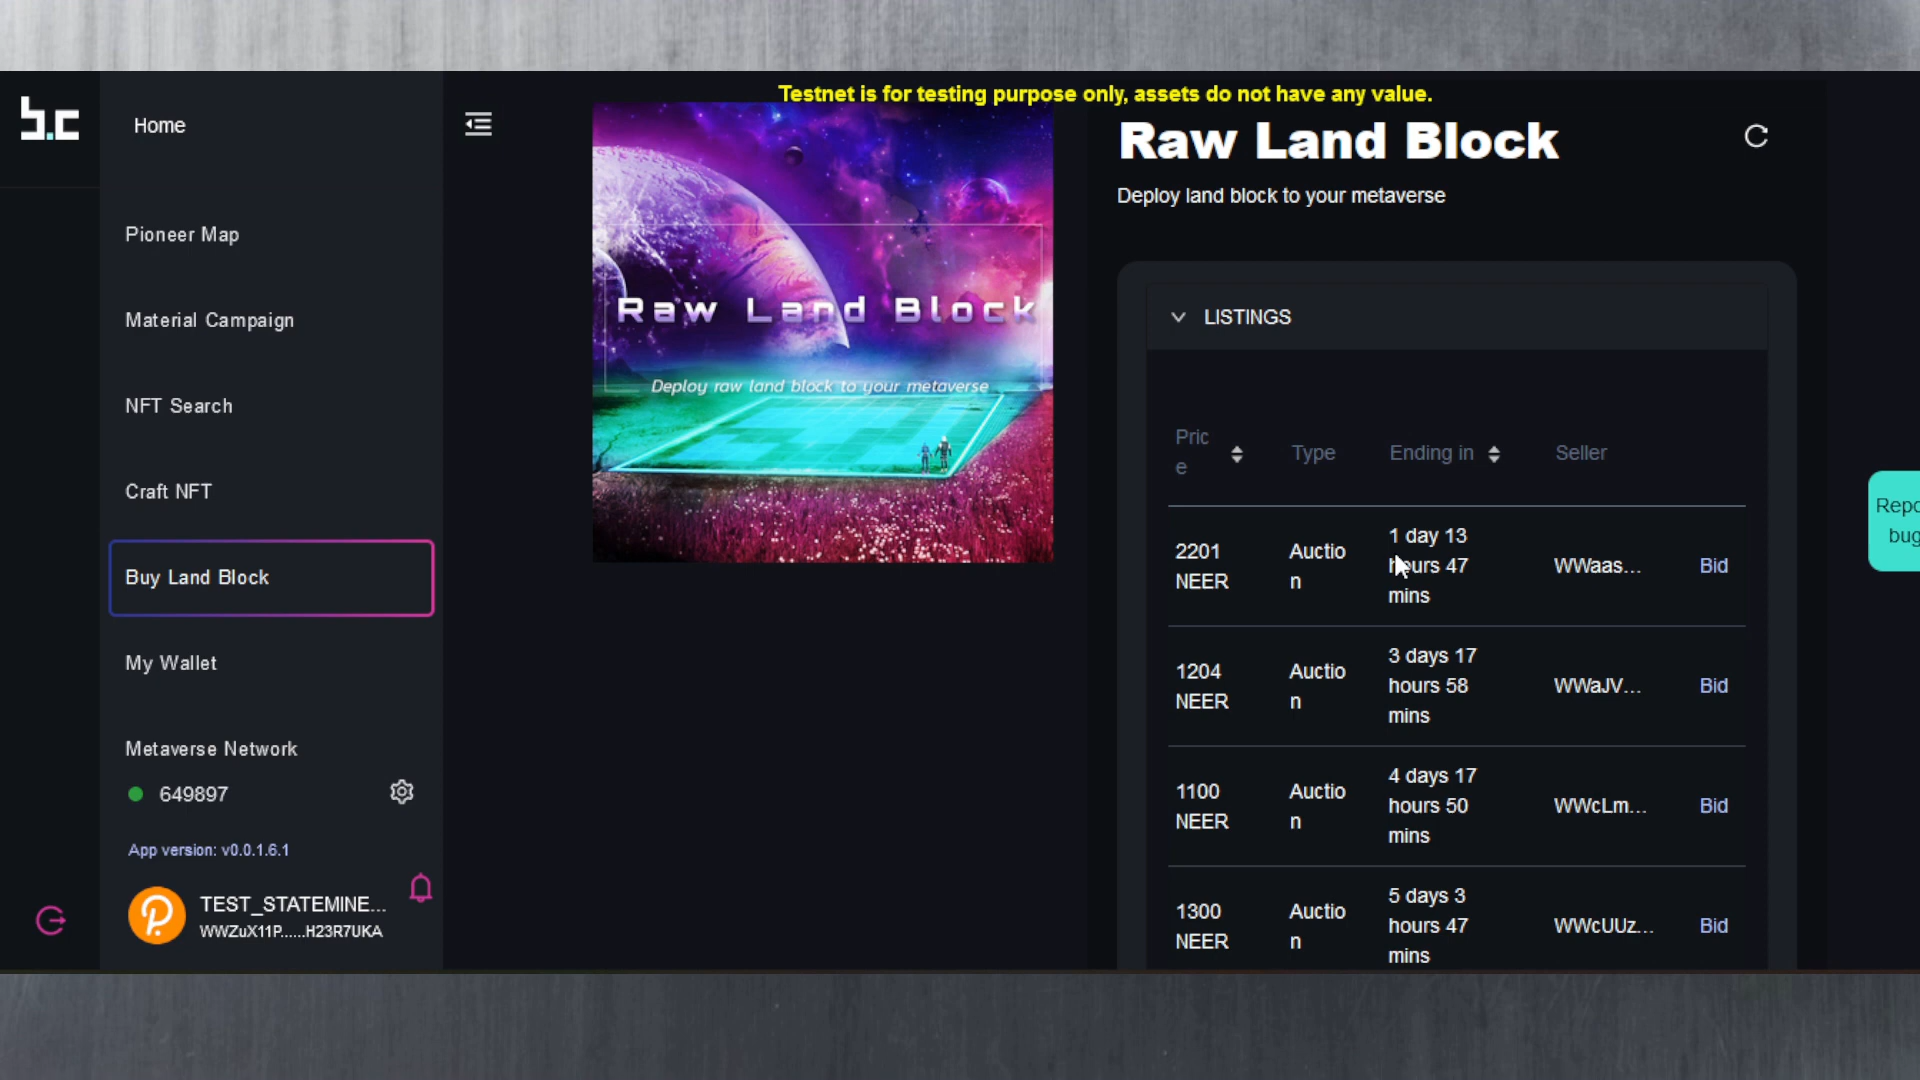 Testnet is for testing purpose only, assets do not have any value.
b.c
Home
Pioneer Map
Material Campaign
NFT Search
Craft NFT
Buy Land Block
My Wallet
Metaverse Network
649897
App version: v0.0.1.6.1
TEST_STATEMINE...
WWZuX11P......H23R7UKA
Raw Land Block
Deploy raw land block to your metaverse
Raw Land Block
Deploy land block to your metaverse
LISTINGS
Pric
e
Type
Ending in
Seller
2201
NEER
Auctio
n
1 day 13
hours 47
mins
WWaas...
Bid
1204
NEER
Auctio
n
3 days 17
hours 58
mins
WWaJV...
Bid
1100
NEER
Auctio
n
4 days 17
hours 50
mins
WWcLm...
Bid
1300
NEER
Auctio
n
5 days 3
hours 47
mins
WWcUUz...
Bid
Repo
bug